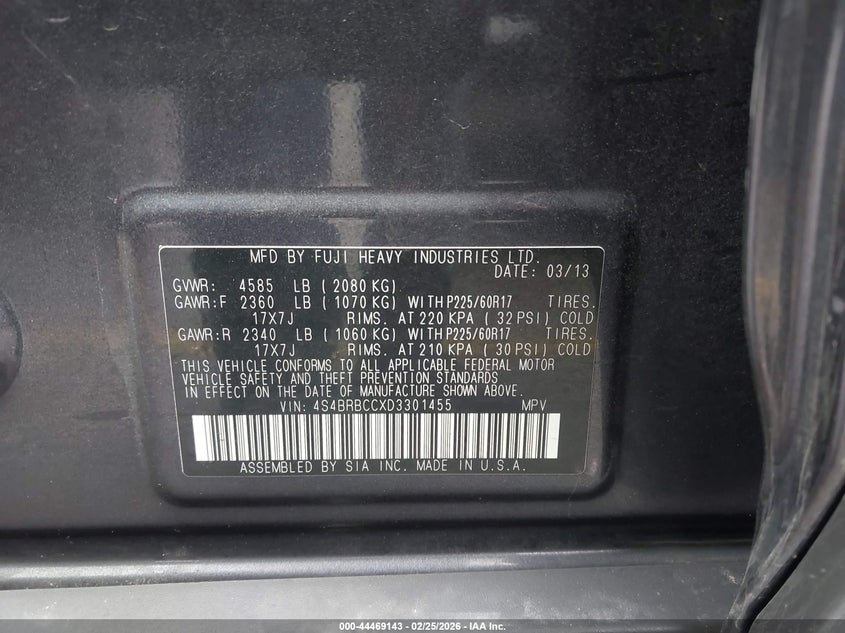 MFD BY FUJI HEAVY INDUSTRIES LTD.
DATE: 03/13
GVWR: 4585 LB (2080 KG)
GAWR:F 2360 LB (1070 KG) WITH P225/60R17 TIRES.
17X7J RIMS. AT 220 KPA (32 PSI) COLD
GAWR:R 2340 LB (1060 KG) WITH P225/60R17 TIRES.
17X7J RIMS. AT 210 KPA (30 PSI) COLD
THIS VEHICLE CONFORMS TO ALL APPLICABLE FEDERAL MOTOR
VEHICLE SAFETY AND THEFT PREVENTION STANDARDS
IN EFFECT ON THE DATE OF MANUFACTURE SHOWN ABOVE.
VIN: 4S4BRBCCXD3301455 MPV
ASSEMBLED BY SIA INC. MADE IN U.S.A.
000-44469143 - 02/25/2026 - IAA Inc.